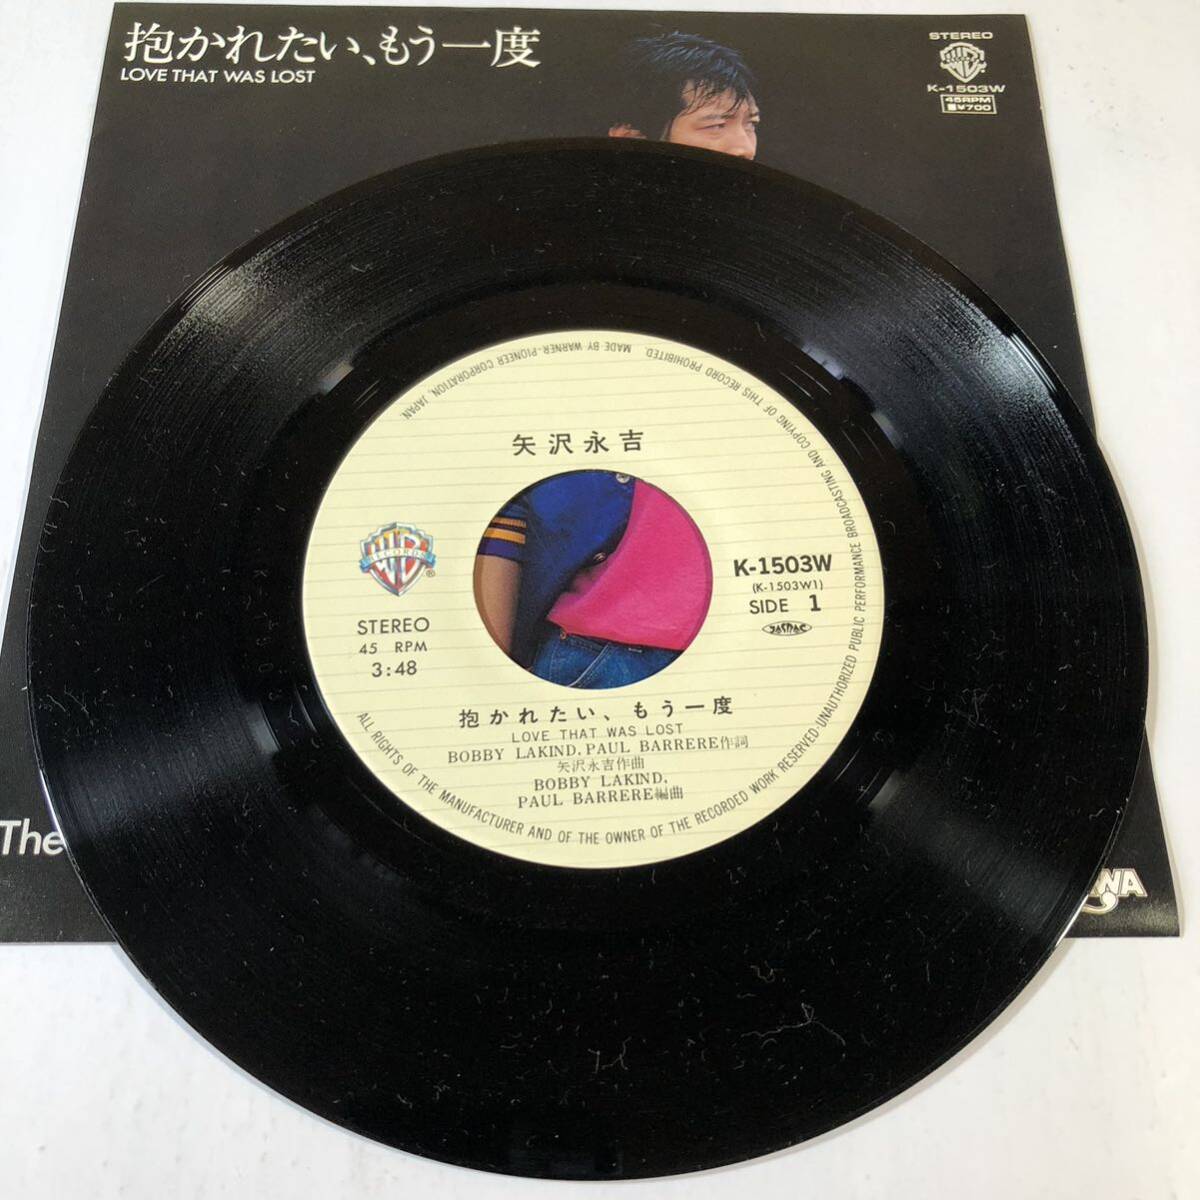 抱かれたい、もう一度
LOVE THAT WAS LOST
STEREO
K-1503W
45RPM
¥700
The
WA
MADE BY WARNER-PIONEER CORPORATION, JAPAN.
矢沢永吉
RECORDS
®
STEREO
45 RPM
3:48
K-1503W
(K-1503W1)
SIDE 1
JASRAC
抱かれたい、もう一度
LOVE THAT WAS LOST
BOBBY LAKIND, PAUL BARRERE作詞
矢沢永吉作曲
BOBBY LAKIND,
PAUL BARRERE編曲
ALL RIGHTS OF THE MANUFACTURER AND OF THE OWNER OF THE RECORDED WORK RESERVED·UNAUTHORIZED PUBLIC PERFORMANCE BROADCASTING AND COPYING OF THIS RECORD PROHIBITED.